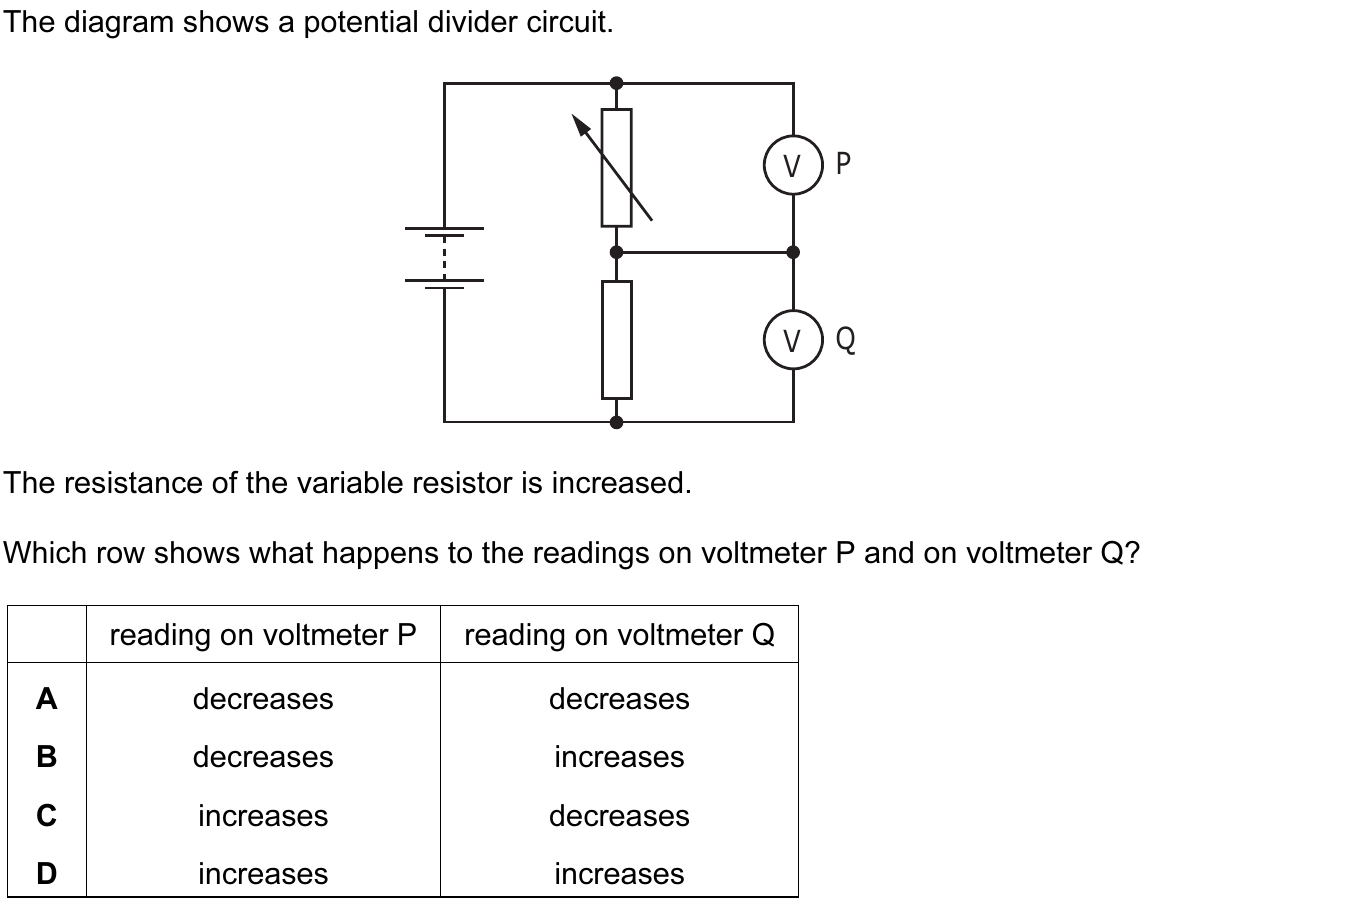 The diagram shows a potential divider circuit.
V P
V Q
The resistance of the variable resistor is increased.
Which row shows what happens to the readings on voltmeter P and on voltmeter Q?
reading on voltmeter P reading on voltmeter Q
A decreases decreases
B decreases increases
C increases decreases
D increases increases